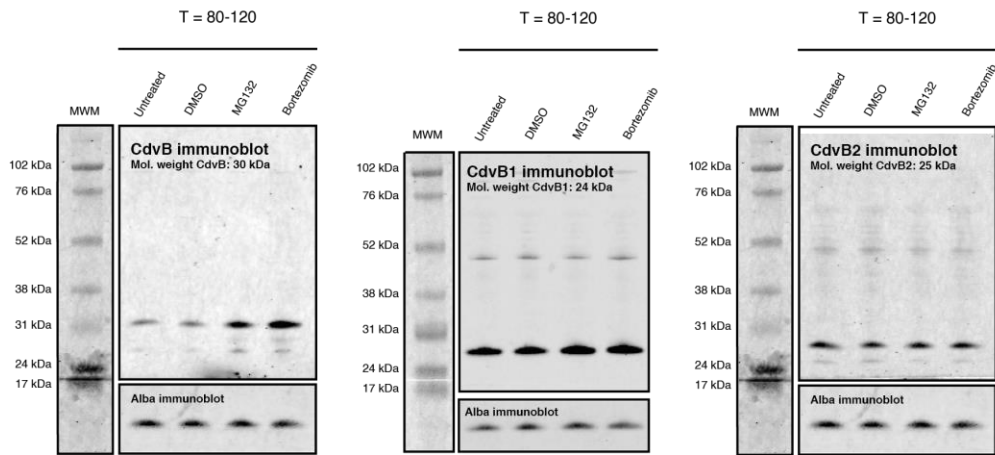 T = 80-120
MWM
Untreated
DMSO
MG132
Bortezomib
CdvB immunoblot
Mol. weight CdvB: 30 kDa
102 kDa
76 kDa
52 kDa
38 kDa
31 kDa
24 kDa
17 kDa
Alba immunoblot
T = 80-120
MWM
Untreated
DMSO
MG132
Bortezomib
CdvB1 immunoblot
Mol. weight CdvB1: 24 kDa
102 kDa
76 kDa
52 kDa
38 kDa
31 kDa
24 kDa
17 kDa
Alba immunoblot
T = 80-120
MWM
Untreated
DMSO
MG132
Bortezomib
CdvB2 immunoblot
Mol. weight CdvB2: 25 kDa
102 kDa
76 kDa
52 kDa
38 kDa
31 kDa
24 kDa
17 kDa
Alba immunoblot